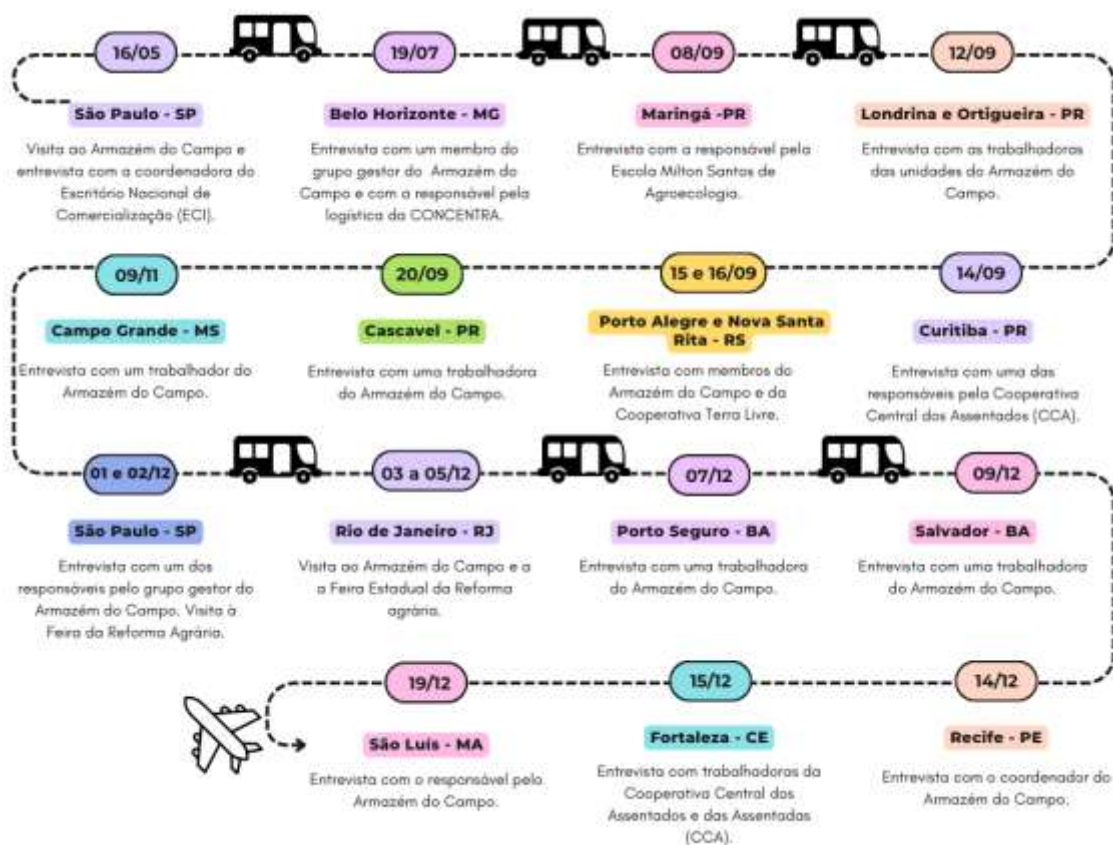 16/05
São Paulo - SP
Visita ao Armazém do Campo e
entrevista com a coordenadora do
Escritório Nacional de
Comercialização (ECI).
19/07
Belo Horizonte - MG
Entrevista com um membro do
grupo gestor do Armazém do
Campo e com a responsável pela
logística da CONCENTRA.
08/09
Maringá -PR
Entrevista com a responsável pela
Escola Milton Santos de
Agroecologia.
12/09
Londrina e Ortigueira - PR
Entrevista com as trabalhadoras
das unidades do Armazém do
Campo.
09/11
Campo Grande - MS
Entrevista com um trabalhador do
Armazém do Campo.
20/09
Cascavel - PR
Entrevista com uma trabalhadora
do Armazém do Campo.
15 e 16/09
Porto Alegre e Nova Santa
Rita - RS
Entrevista com membros do
Armazém do Campo e da
Cooperativa Terra Livre.
14/09
Curitiba - PR
Entrevista com uma das
responsáveis pela Cooperativa
Central dos Assentados (CCA).
01 e 02/12
São Paulo - SP
Entrevista com um dos
responsáveis pelo grupo gestor do
Armazém do Campo. Visita à
Feira da Reforma Agrária.
03 a 05/12
Rio de Janeiro - RJ
Visita ao Armazém do Campo e a
a Feira Estadual da Reforma
agrária.
07/12
Porto Seguro - BA
Entrevista com uma trabalhadora
do Armazém do Campo.
09/12
Salvador - BA
Entrevista com uma trabalhadora
do Armazém do Campo.
19/12
São Luís - MA
Entrevista com o responsável pelo
Armazém do Campo.
15/12
Fortaleza - CE
Entrevista com trabalhadoras da
Cooperativa Central dos
Assentados e das Assentadas
(CCA).
14/12
Recife - PE
Entrevista com o coordenador do
Armazém do Campo.